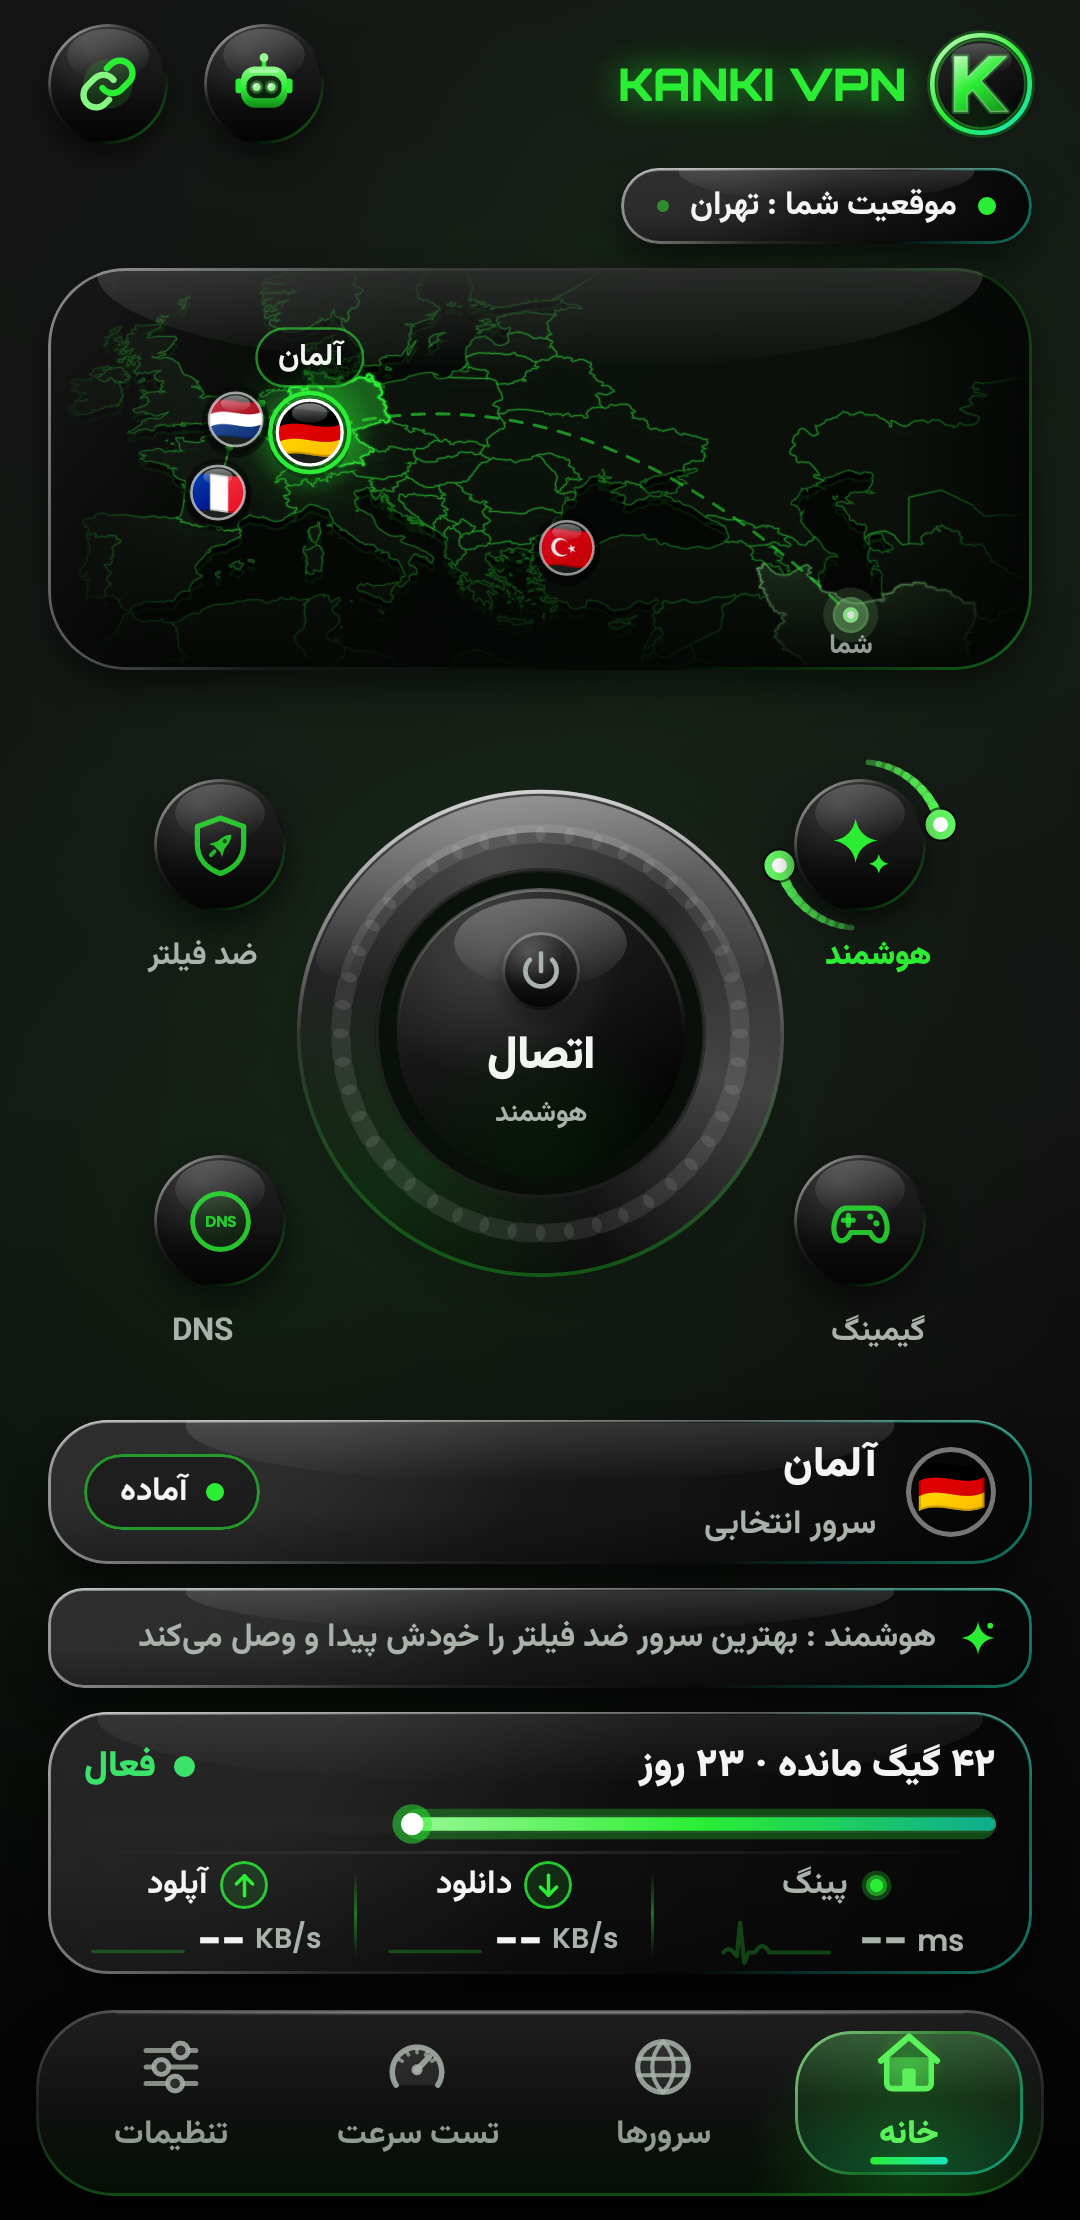 KANKI VPN
K
موقعیت شما : تهران
آلمان
شما
هوشمند
ضد فیلتر
اتصال
هوشمند
گیمینگ
DNS
DNS
آلمان
سرور انتخابی
آماده
هوشمند : بهترین سرور ضد فیلتر را خودش پیدا و وصل می‌کند
۴۲ گیگ مانده · ۲۳ روز
فعال
پینگ
-- ms
دانلود
-- KB/s
آپلود
-- KB/s
خانه
سرورها
تست سرعت
تنظیمات